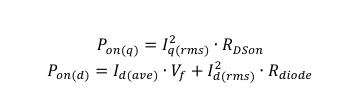 P_{on(q)} = I_{q(rms)}^2 · R_{DSon}
P_{on(d)} = I_{d(ave)} · V_f + I_{d(rms)}^2 · R_{diode}